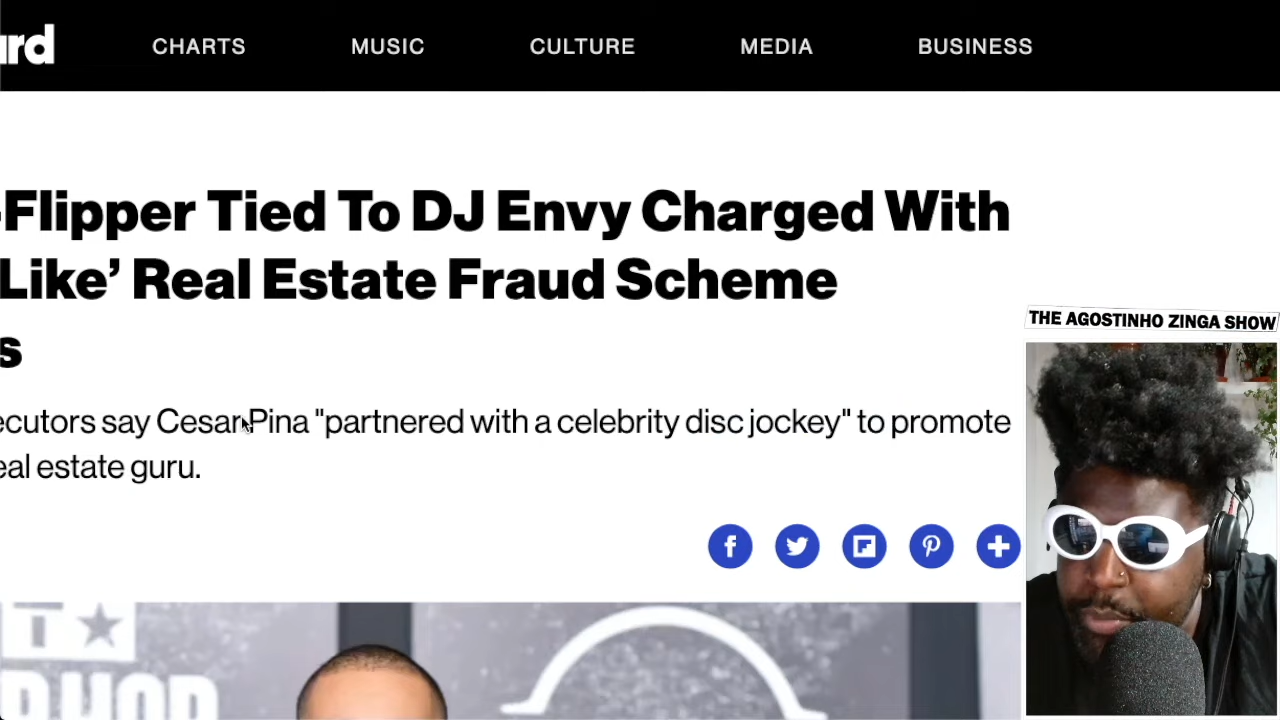 ard
CHARTS
MUSIC
CULTURE
MEDIA
BUSINESS
-Flipper Tied To DJ Envy Charged With
Like’ Real Estate Fraud Scheme
s
ecutors say Cesar Pina "partnered with a celebrity disc jockey" to promote
eal estate guru.
THE AGOSTINHO ZINGA SHOW